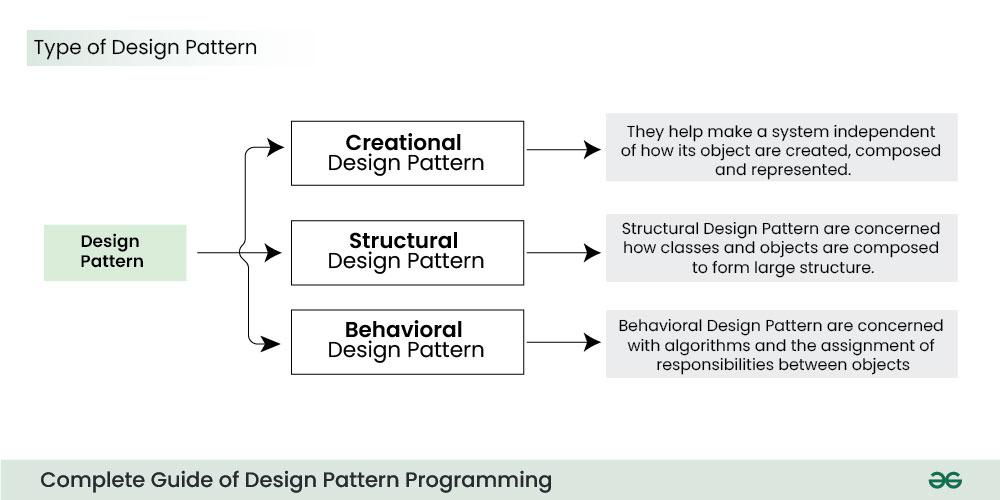 Type of Design Pattern
Creational
Design Pattern
They help make a system independent
of how its object are created, composed
and represented.
Design
Pattern
Structural
Design Pattern
Structural Design Pattern are concerned
how classes and objects are composed
to form large structure.
Behavioral
Design Pattern
Behavioral Design Pattern are concerned
with algorithms and the assignment of
responsibilities between objects
Complete Guide of Design Pattern Programming